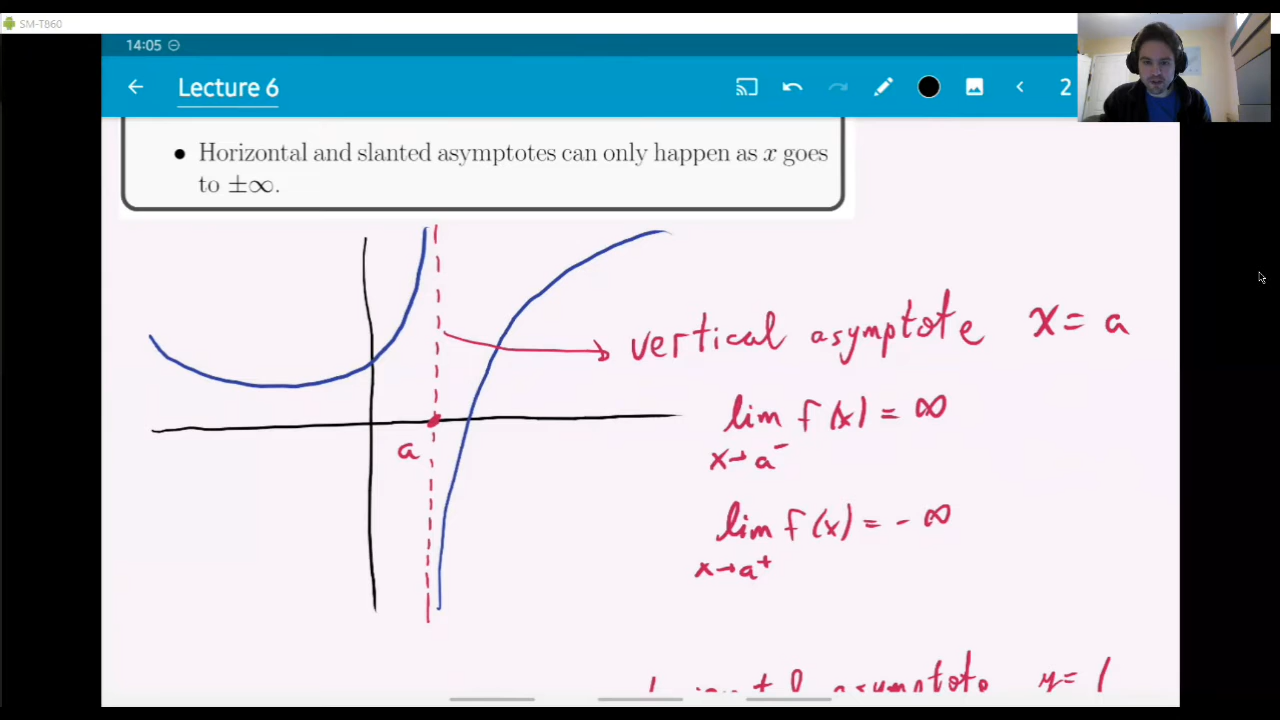 SM-T860
14:05
Lecture 6
2
• Horizontal and slanted asymptotes can only happen as x goes
to ±∞.
vertical asymptote x = a
lim f(x) = ∞
x→a⁻
a
lim f(x) = - ∞
x→a⁺
asymptote y=